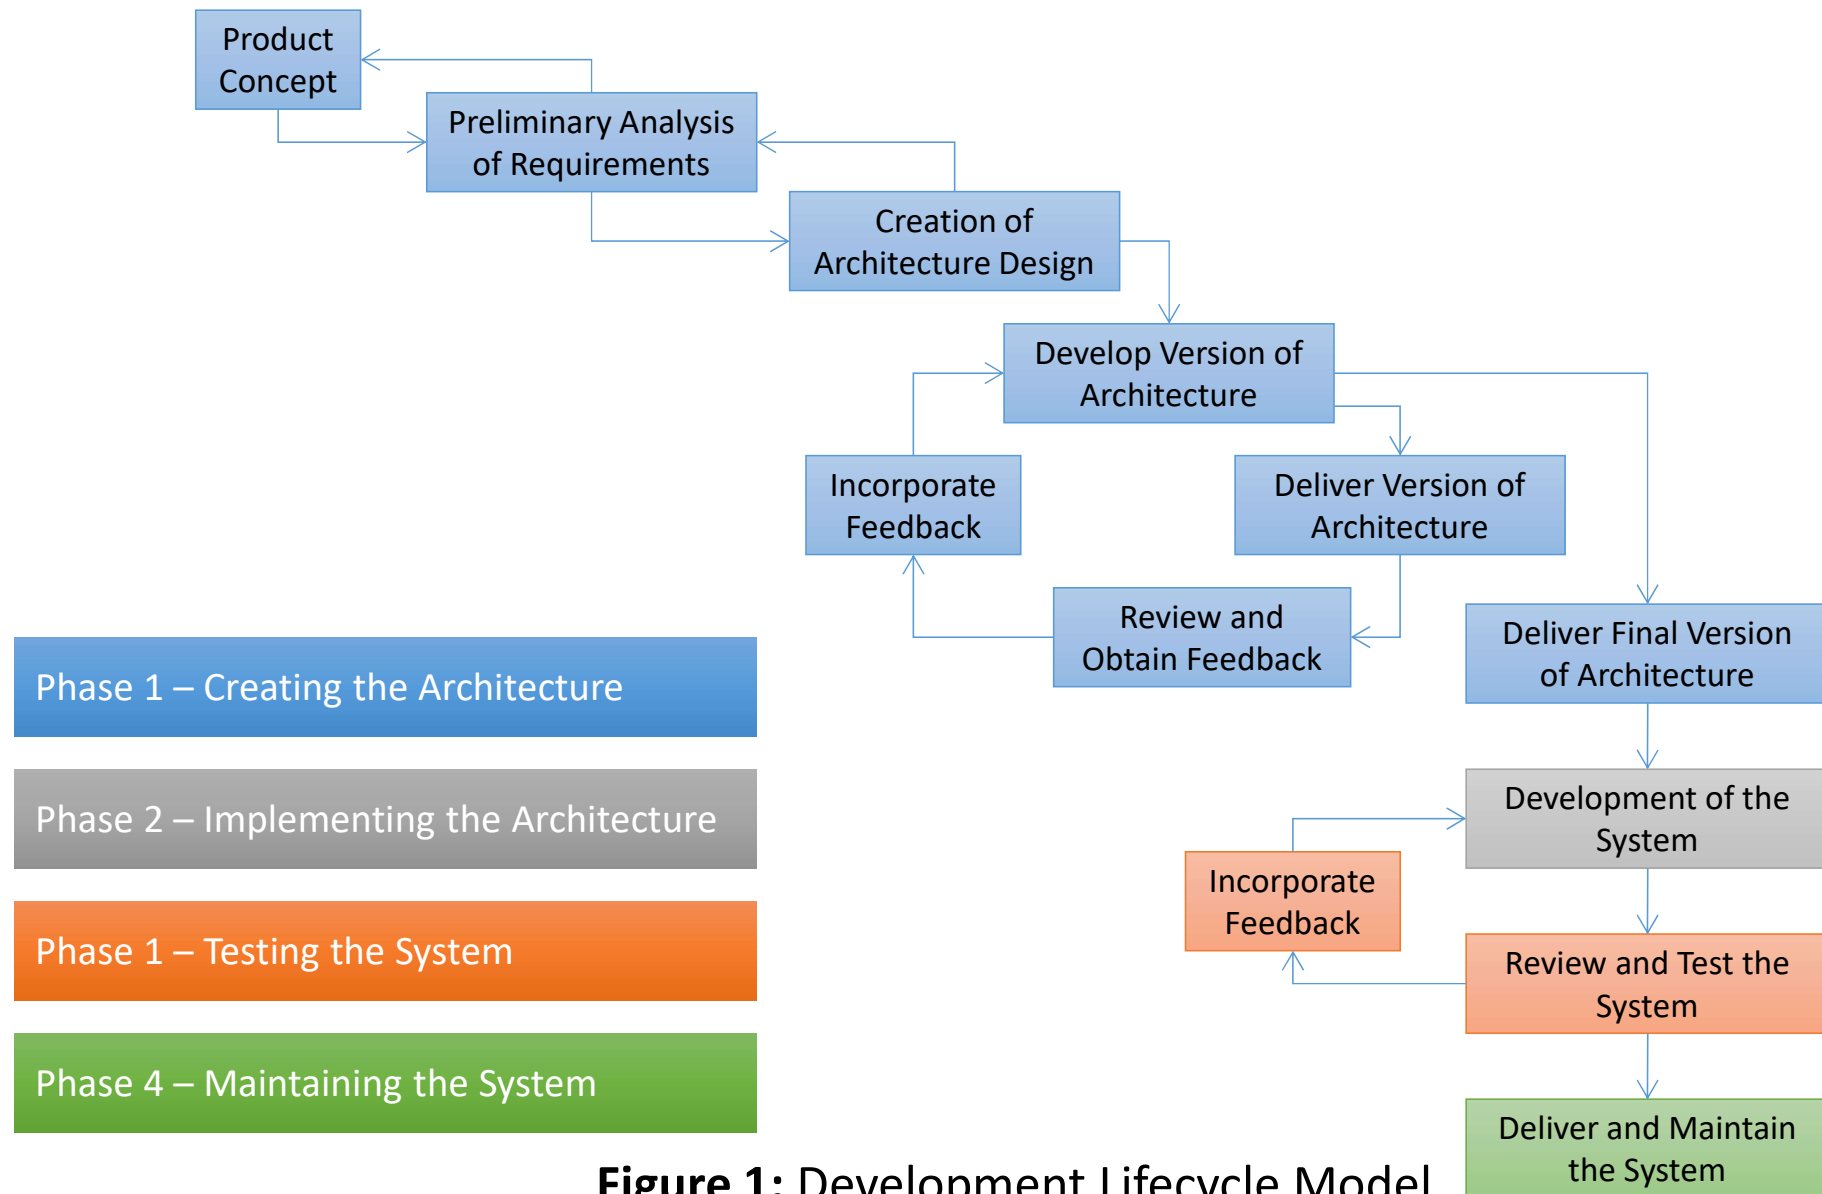 Product
Concept
Preliminary Analysis
of Requirements
Creation of
Architecture Design
Develop Version of
Architecture
Incorporate
Feedback
Deliver Version of
Architecture
Review and
Obtain Feedback
Deliver Final Version
of Architecture
Phase 1 – Creating the Architecture
Phase 2 – Implementing the Architecture
Development of the
System
Incorporate
Feedback
Phase 1 – Testing the System
Review and Test the
System
Phase 4 – Maintaining the System
Deliver and Maintain
the System
Figure 1: Development Lifecycle Model